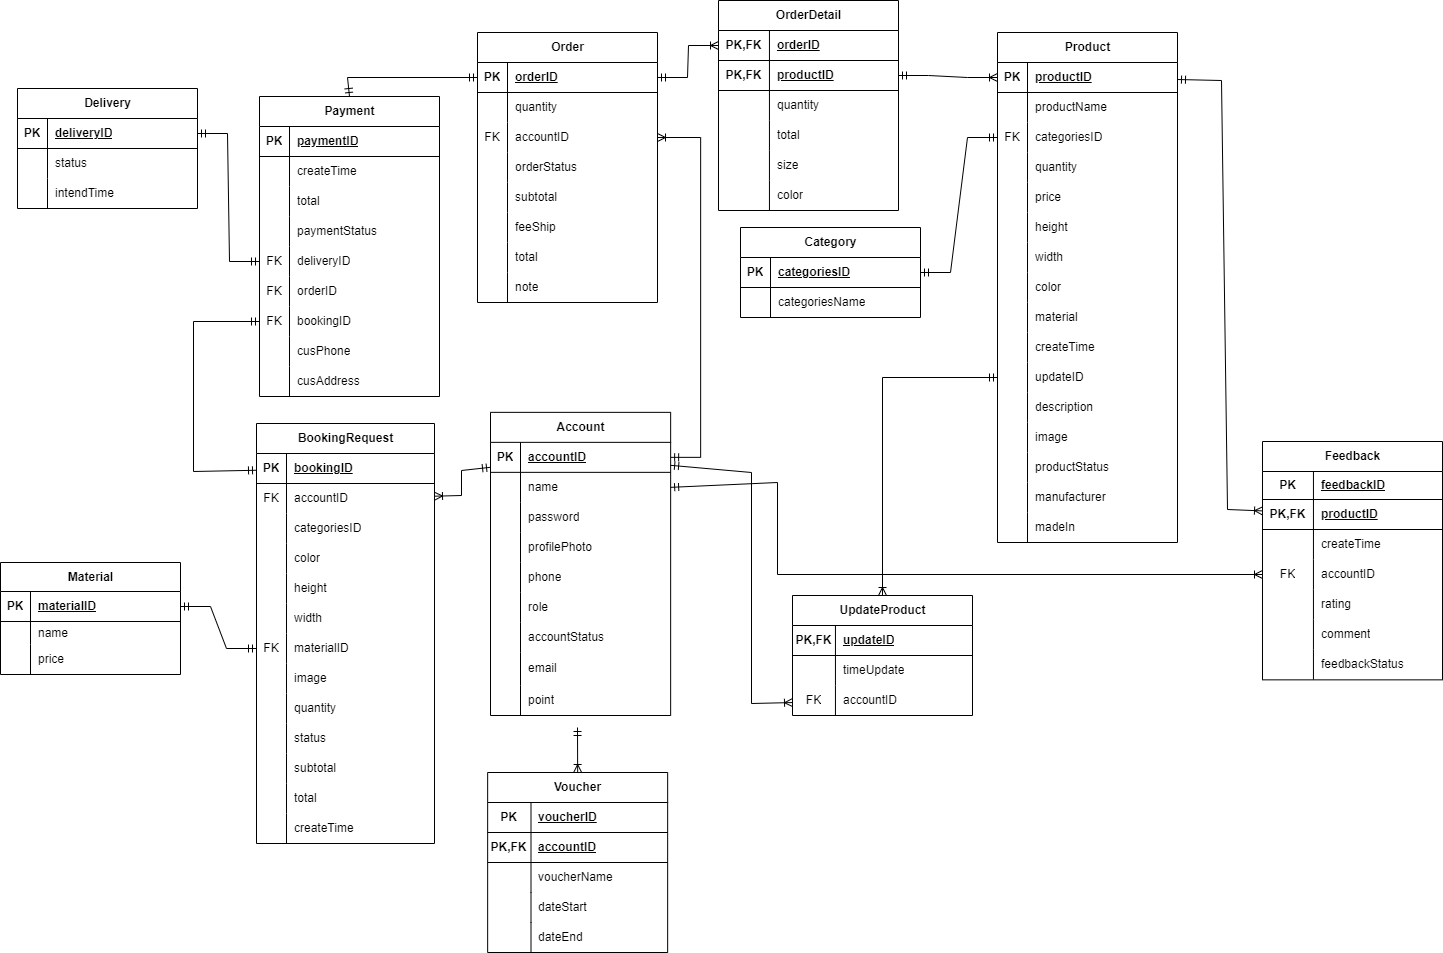 OrderDetail
PK,FK orderID
PK,FK productID
quantity
total
size
color
Order
PK orderID
quantity
FK accountID
orderStatus
subtotal
feeShip
total
note
Product
PK productID
productName
FK categoriesID
quantity
price
height
width
color
material
createTime
updateID
description
image
productStatus
manufacturer
madeIn
Delivery
PK deliveryID
status
intendTime
Payment
PK paymentID
createTime
total
paymentStatus
FK deliveryID
FK orderID
FK bookingID
cusPhone
cusAddress
Category
PK categoriesID
categoriesName
BookingRequest
PK bookingID
FK accountID
categoriesID
color
height
width
FK materialID
image
quantity
status
subtotal
total
createTime
Account
PK accountID
name
password
profilePhoto
phone
role
accountStatus
email
point
Feedback
PK feedbackID
PK,FK productID
createTime
FK accountID
rating
comment
feedbackStatus
Material
PK materialID
name
price
UpdateProduct
PK,FK updateID
timeUpdate
FK accountID
Voucher
PK voucherID
PK,FK accountID
voucherName
dateStart
dateEnd